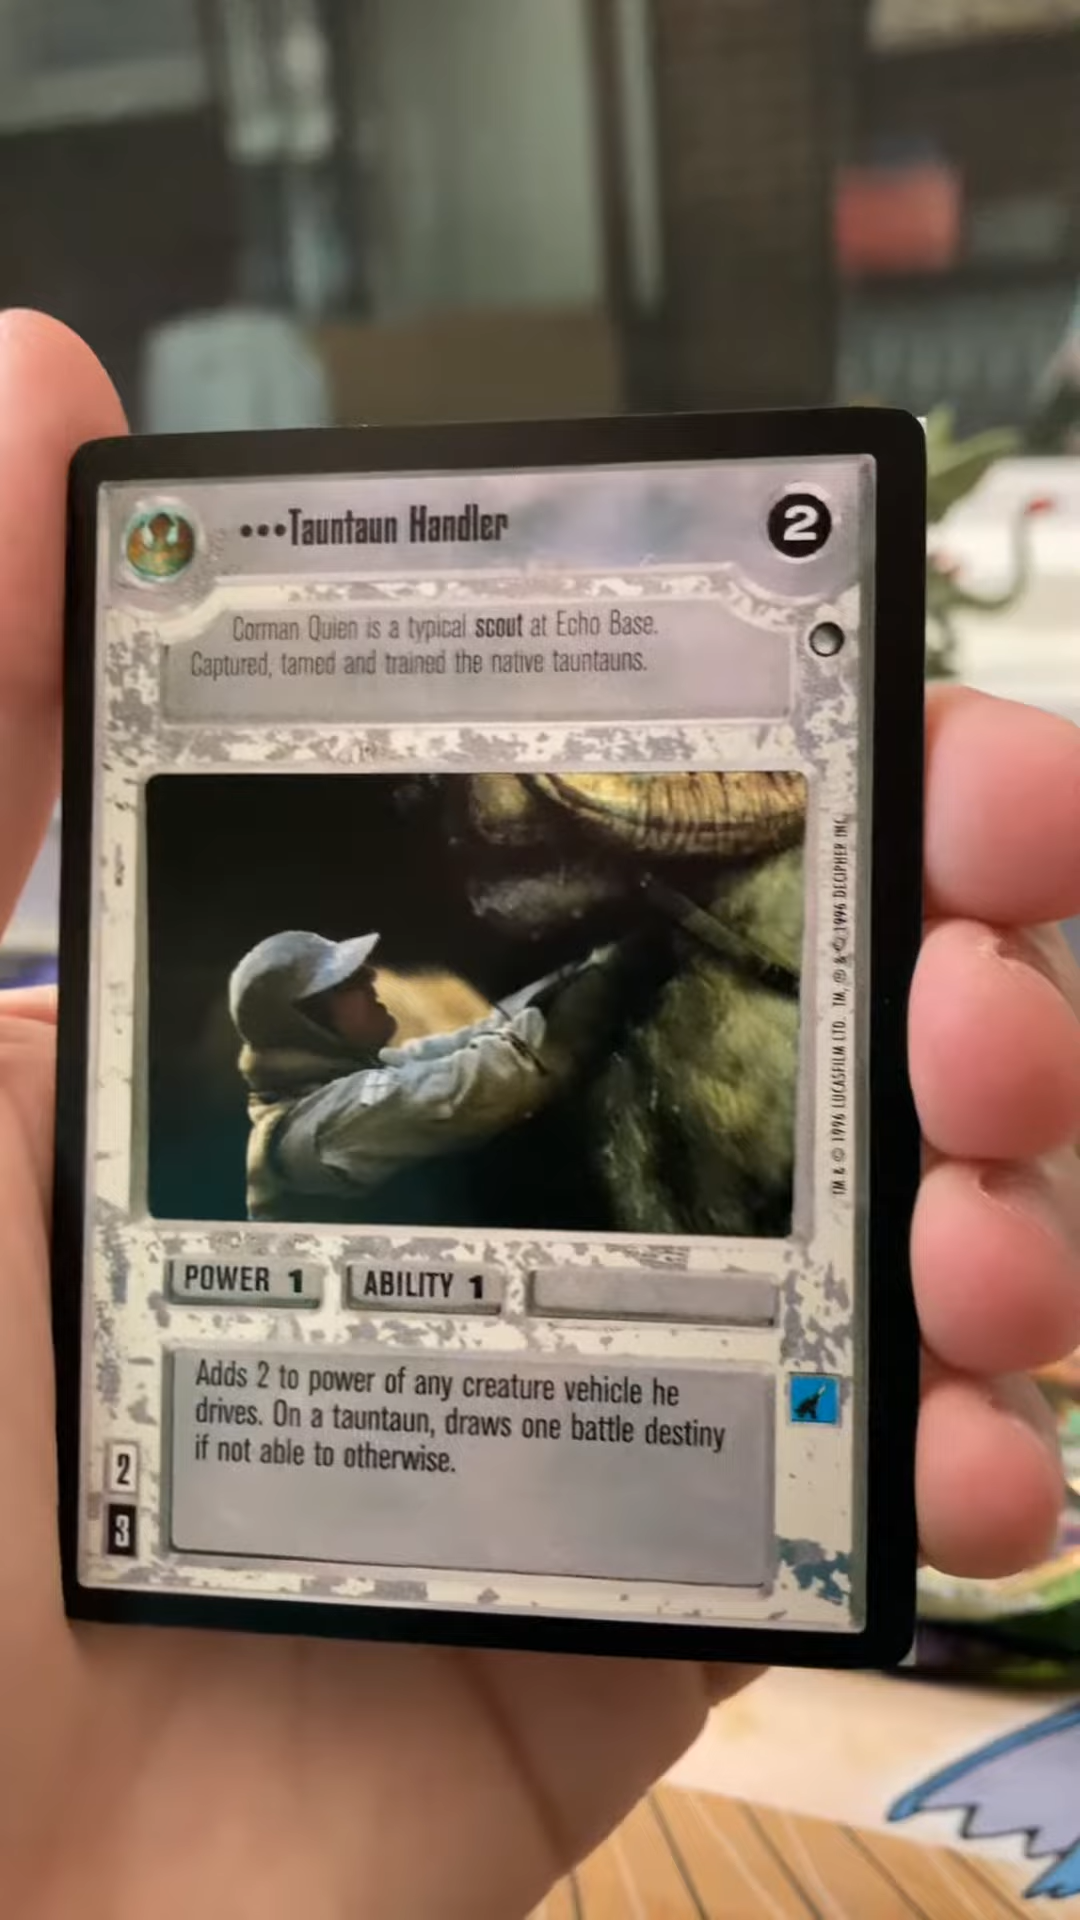 •••Tauntaun Handler
2
Corman Quien is a typical scout at Echo Base.
Captured, tamed and trained the native tauntauns.
TM & © 1996 LUCASFILM LTD. TM, ® & © 1996 DECIPHER INC.
POWER 1
ABILITY 1
Adds 2 to power of any creature vehicle he
drives. On a tauntaun, draws one battle destiny
if not able to otherwise.
2
3